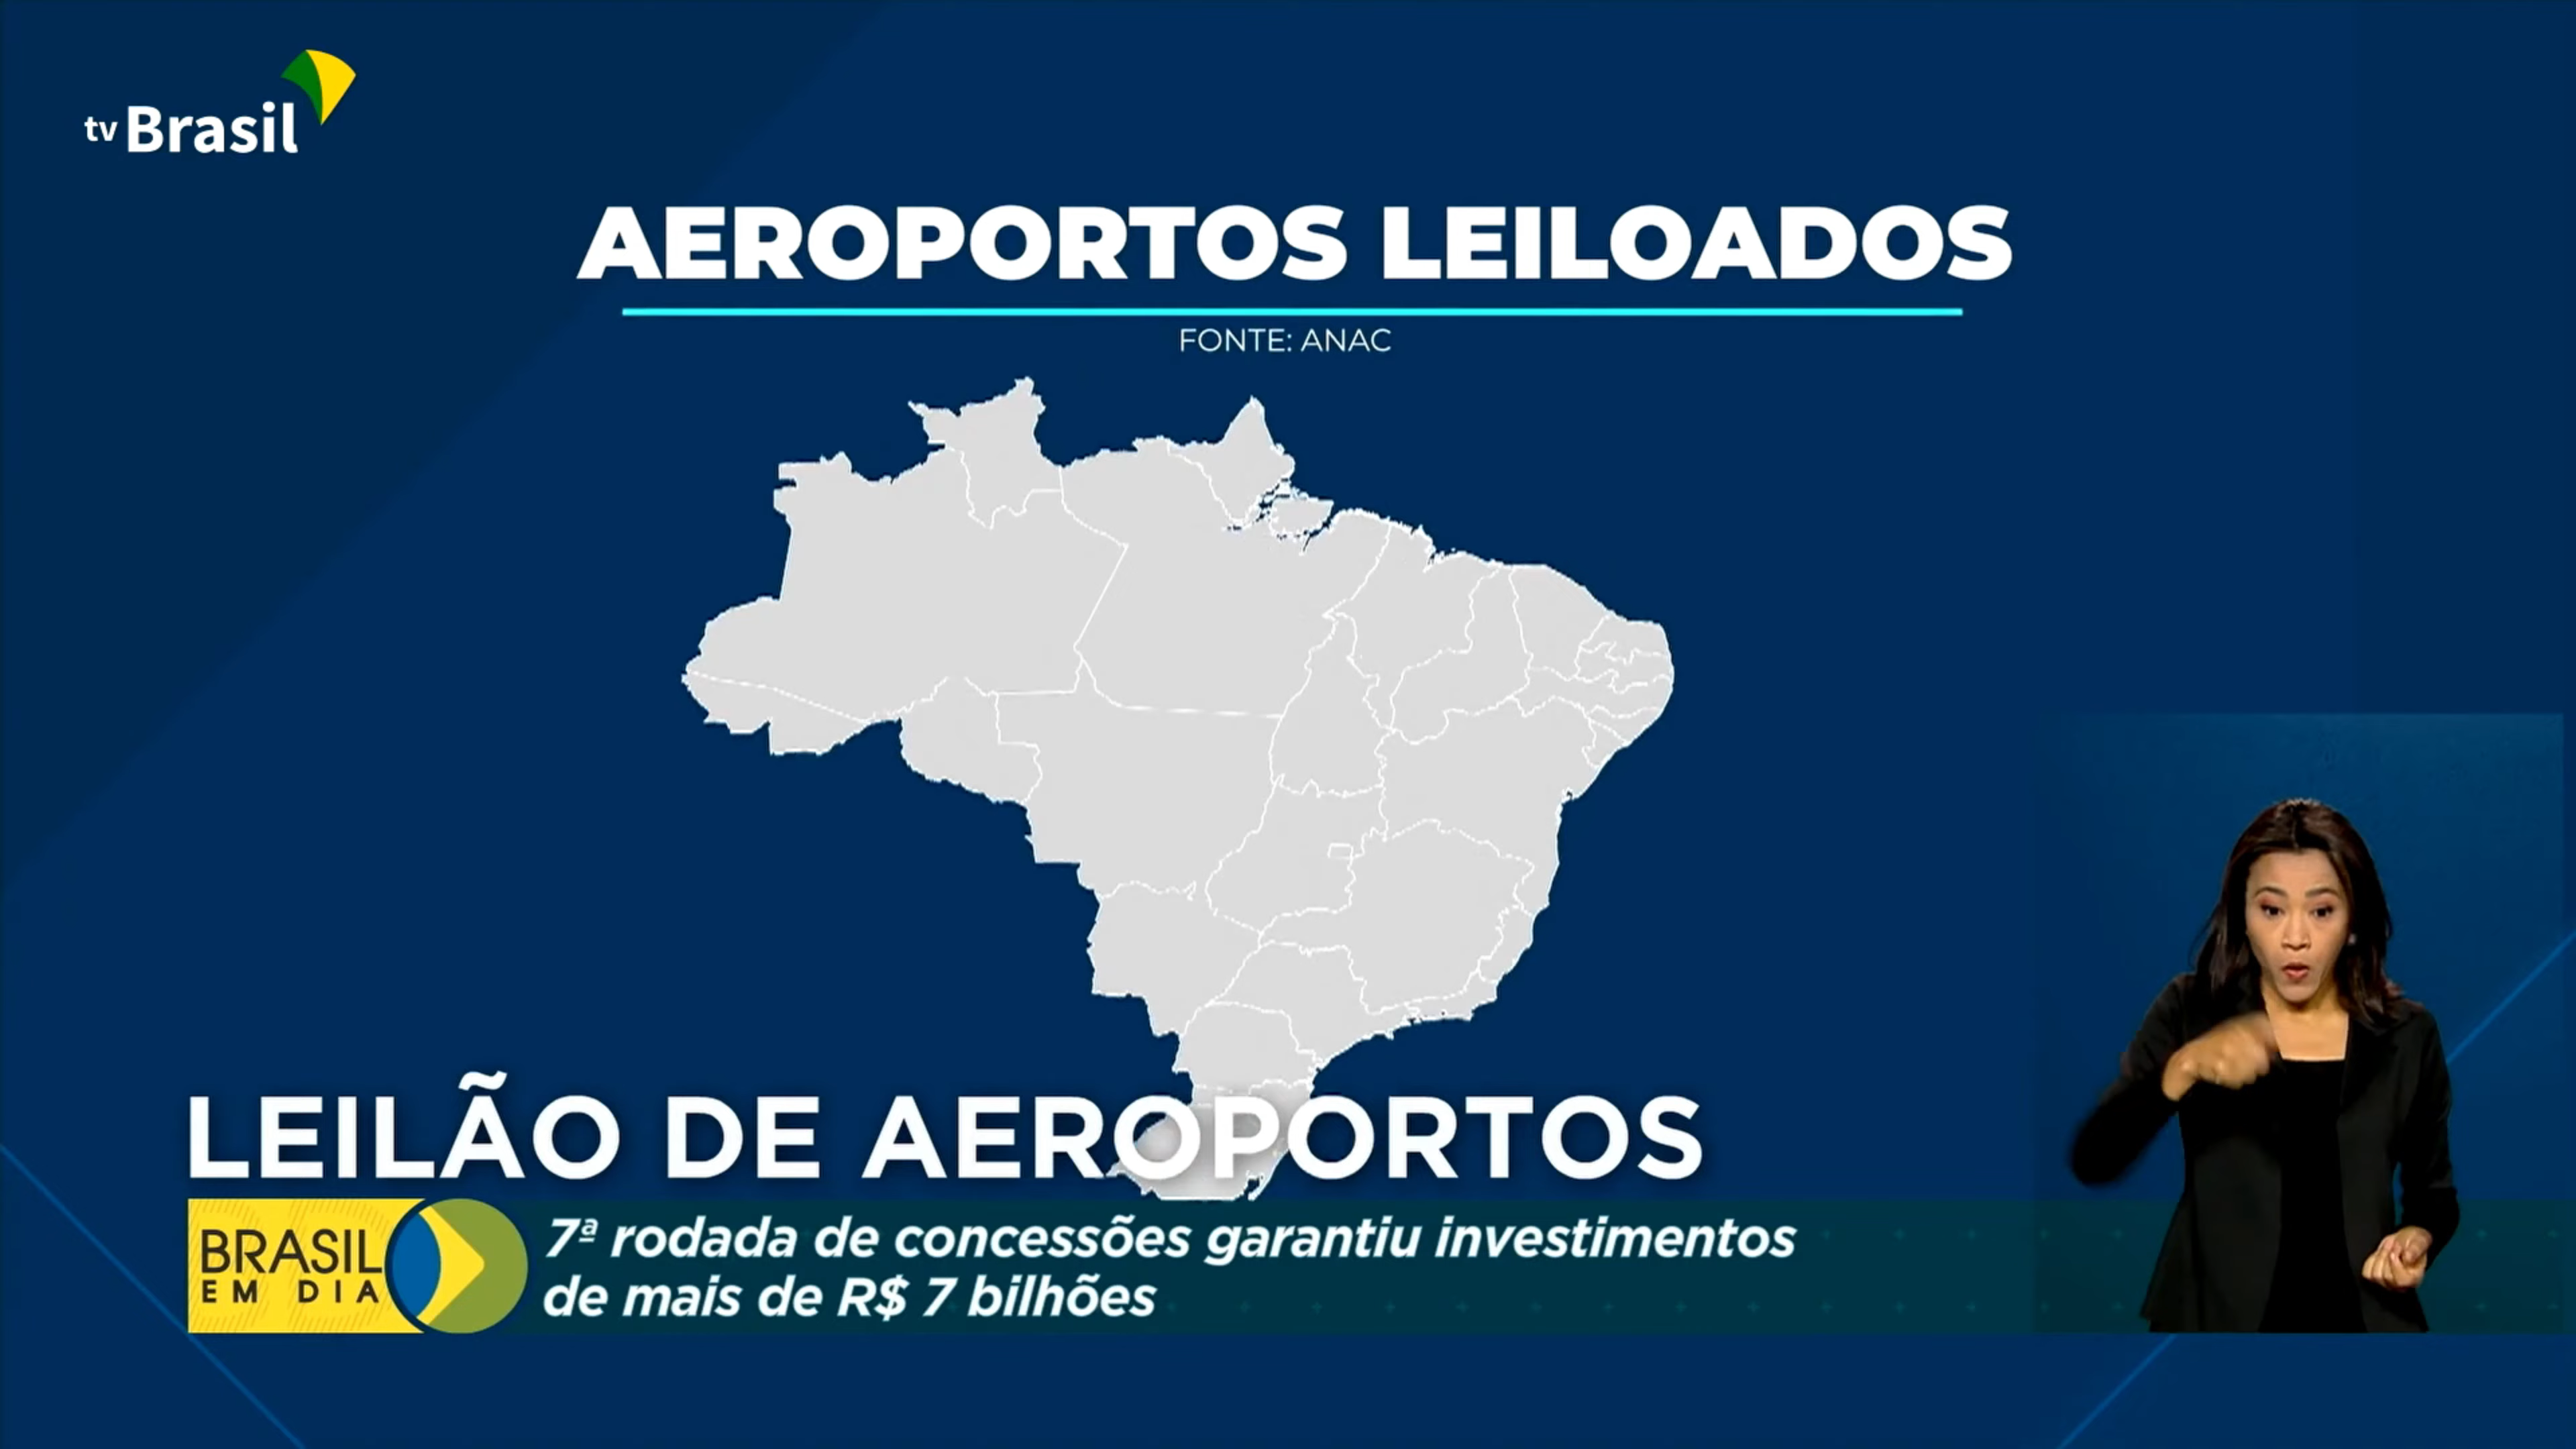 tv Brasil
AEROPORTOS LEILOADOS
FONTE: ANAC
LEILÃO DE AEROPORTOS
BRASIL
EM DIA
7ª rodada de concessões garantiu investimentos
de mais de R$ 7 bilhões